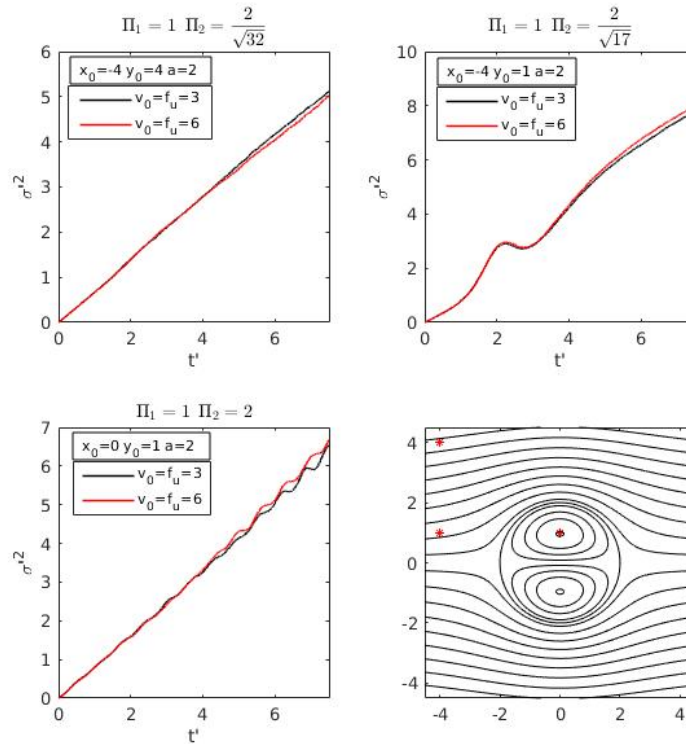 Π₁ = 1 Π₂ = 2/√32
x₀=-4 y₀=4 a=2
v₀=fᵤ=3
v₀=fᵤ=6
σ'²
6
5
4
3
2
1
0
0 2 4 6
t'
Π₁ = 1 Π₂ = 2/√17
x₀=-4 y₀=1 a=2
v₀=fᵤ=3
v₀=fᵤ=6
σ'²
10
8
6
4
2
0
0 2 4 6
t'
Π₁ = 1 Π₂ = 2
x₀=0 y₀=1 a=2
v₀=fᵤ=3
v₀=fᵤ=6
σ'²
7
6
5
4
3
2
1
0
0 2 4 6
t'
4
2
0
-2
-4
-4 -2 0 2 4